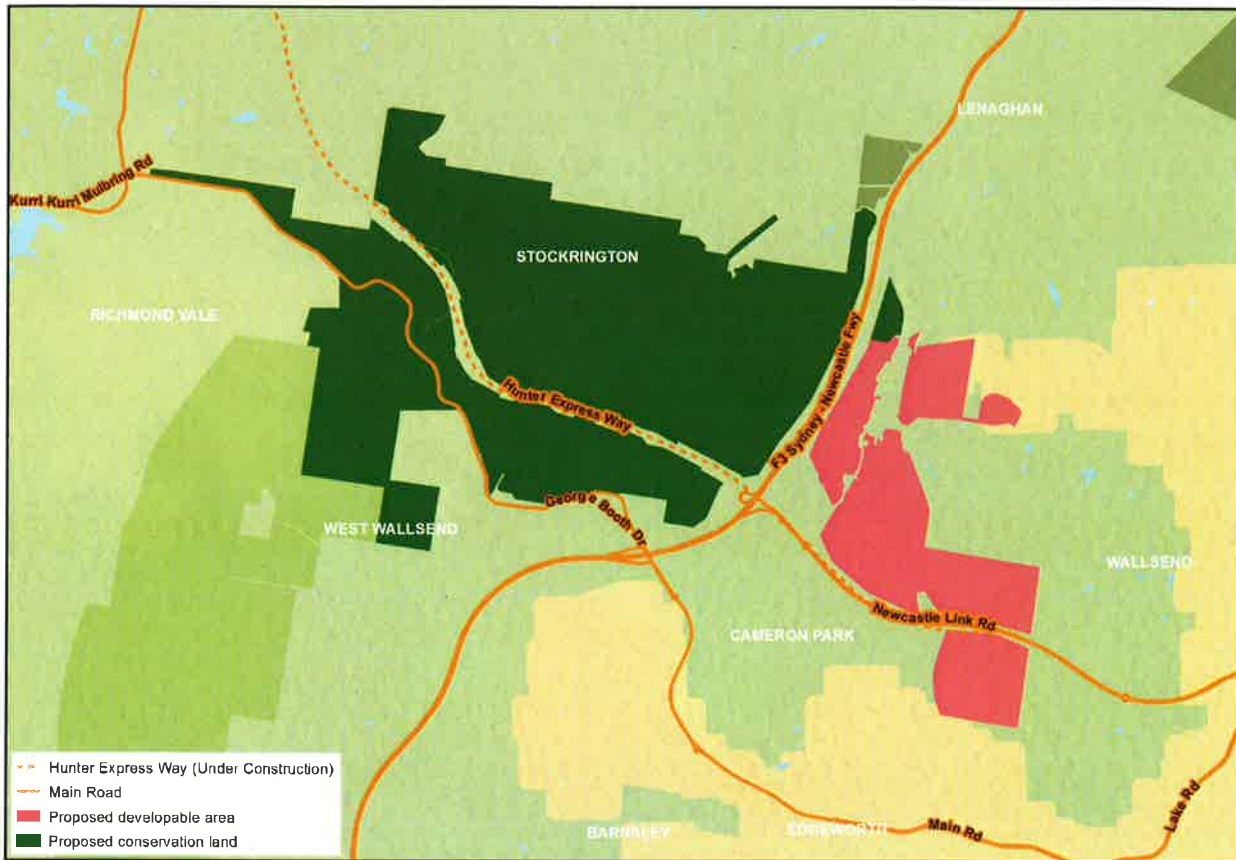 LENAGHAN
Kurri Kurri Mulbring Rd
STOCKRINGTON
RICHMOND VALE
F3 Sydney - Newcastle Fwy
Hunter Express Way
George Booth Dr
WEST WALLSEND
WALLSEND
Newcastle Link Rd
CAMERON PARK
Hunter Express Way (Under Construction)
Main Road
Proposed developable area
Proposed conservation land
BARNSLEY
EDGEWORTH
Main Rd
Lake Rd